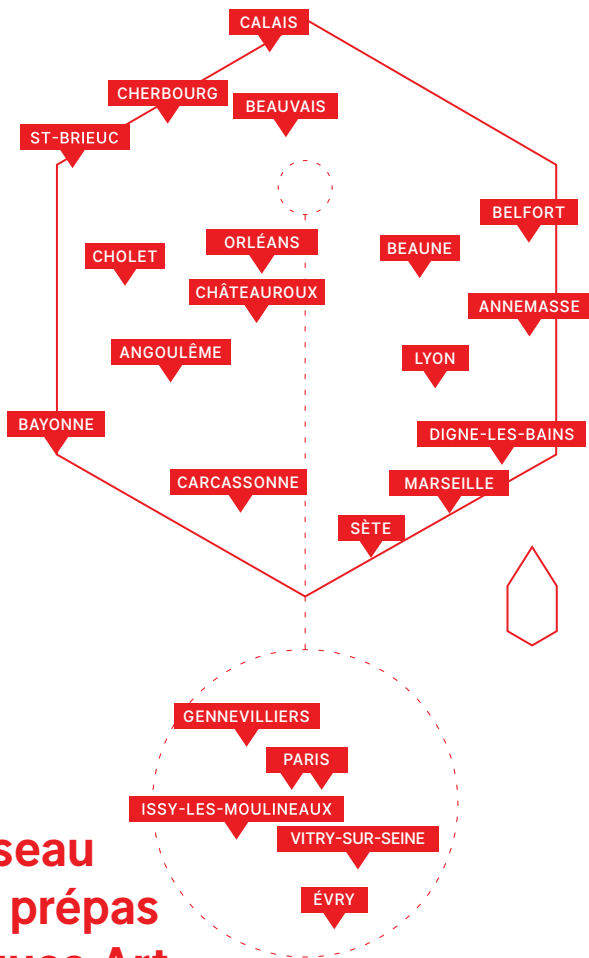 CALAIS
CHERBOURG
BEAUVAIS
ST-BRIEUC
BELFORT
ORLÉANS
BEAUNE
CHOLET
CHÂTEAUROUX
ANNEMASSE
ANGOULÊME
LYON
BAYONNE
DIGNE-LES-BAINS
CARCASSONNE
MARSEILLE
SÈTE
GENNEVILLIERS
PARIS
ISSY-LES-MOULINEAUX
VITRY-SUR-SEINE
ÉVRY
seau
prépas
Art